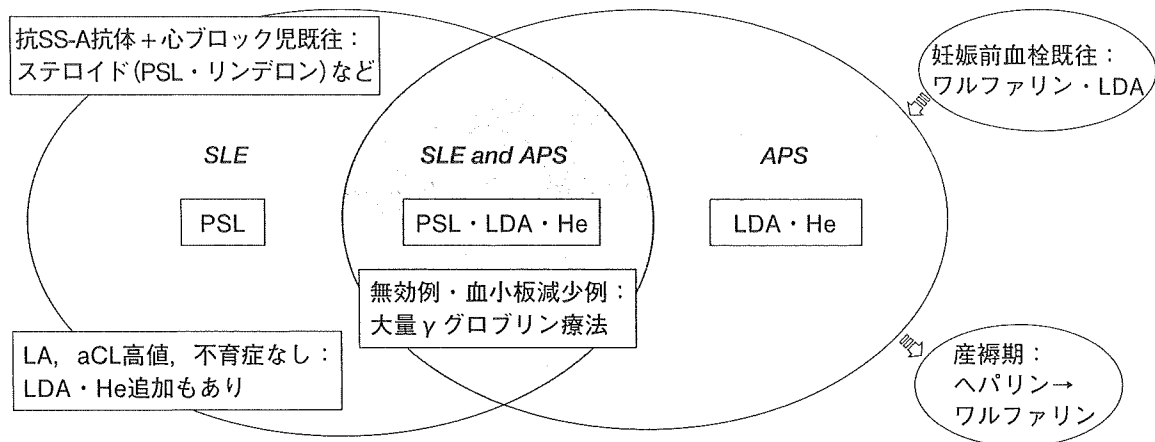 抗SS-A抗体+心ブロック児既往：
ステロイド(PSL・リンデロン)など
妊娠前血栓既往：
ワルファリン・LDA
SLE
SLE and APS
APS
PSL
PSL・LDA・He
LDA・He
無効例・血小板減少例：
大量γグロブリン療法
LA，aCL高値，不育症なし：
LDA・He追加もあり
産褥期：
ヘパリン→
ワルファリン